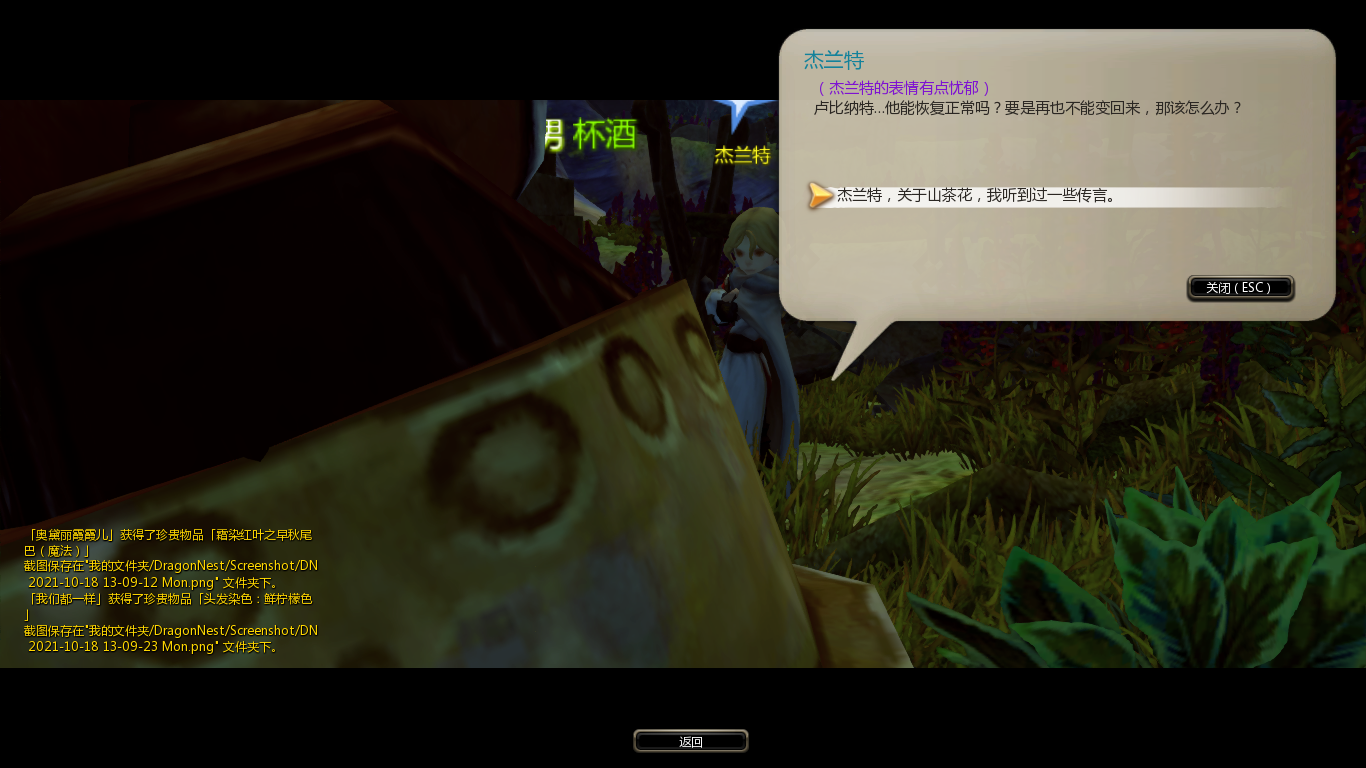 杰兰特
（杰兰特的表情有点忧郁）
卢比纳特...他能恢复正常吗？要是再也不能变回来，那该怎么办？
杯酒
杰兰特
杰兰特，关于山茶花，我听到过一些传言。
关闭（ESC）
「奥黛丽霞霞儿」获得了珍贵物品「霜染红叶之早秋尾
巴（魔法）」
截图保存在"我的文件夹/DragonNest/Screenshot/DN
2021-10-18 13-09-12 Mon.png" 文件夹下。
「我们都一样」获得了珍贵物品「头发染色：鲜柠檬色
」
截图保存在"我的文件夹/DragonNest/Screenshot/DN
2021-10-18 13-09-23 Mon.png" 文件夹下。
返回